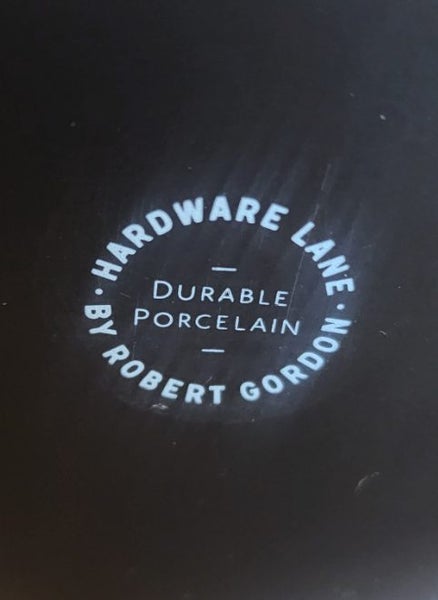 HARDWARE LANE
DURABLE
PORCELAIN
· BY ROBERT GORDON ·